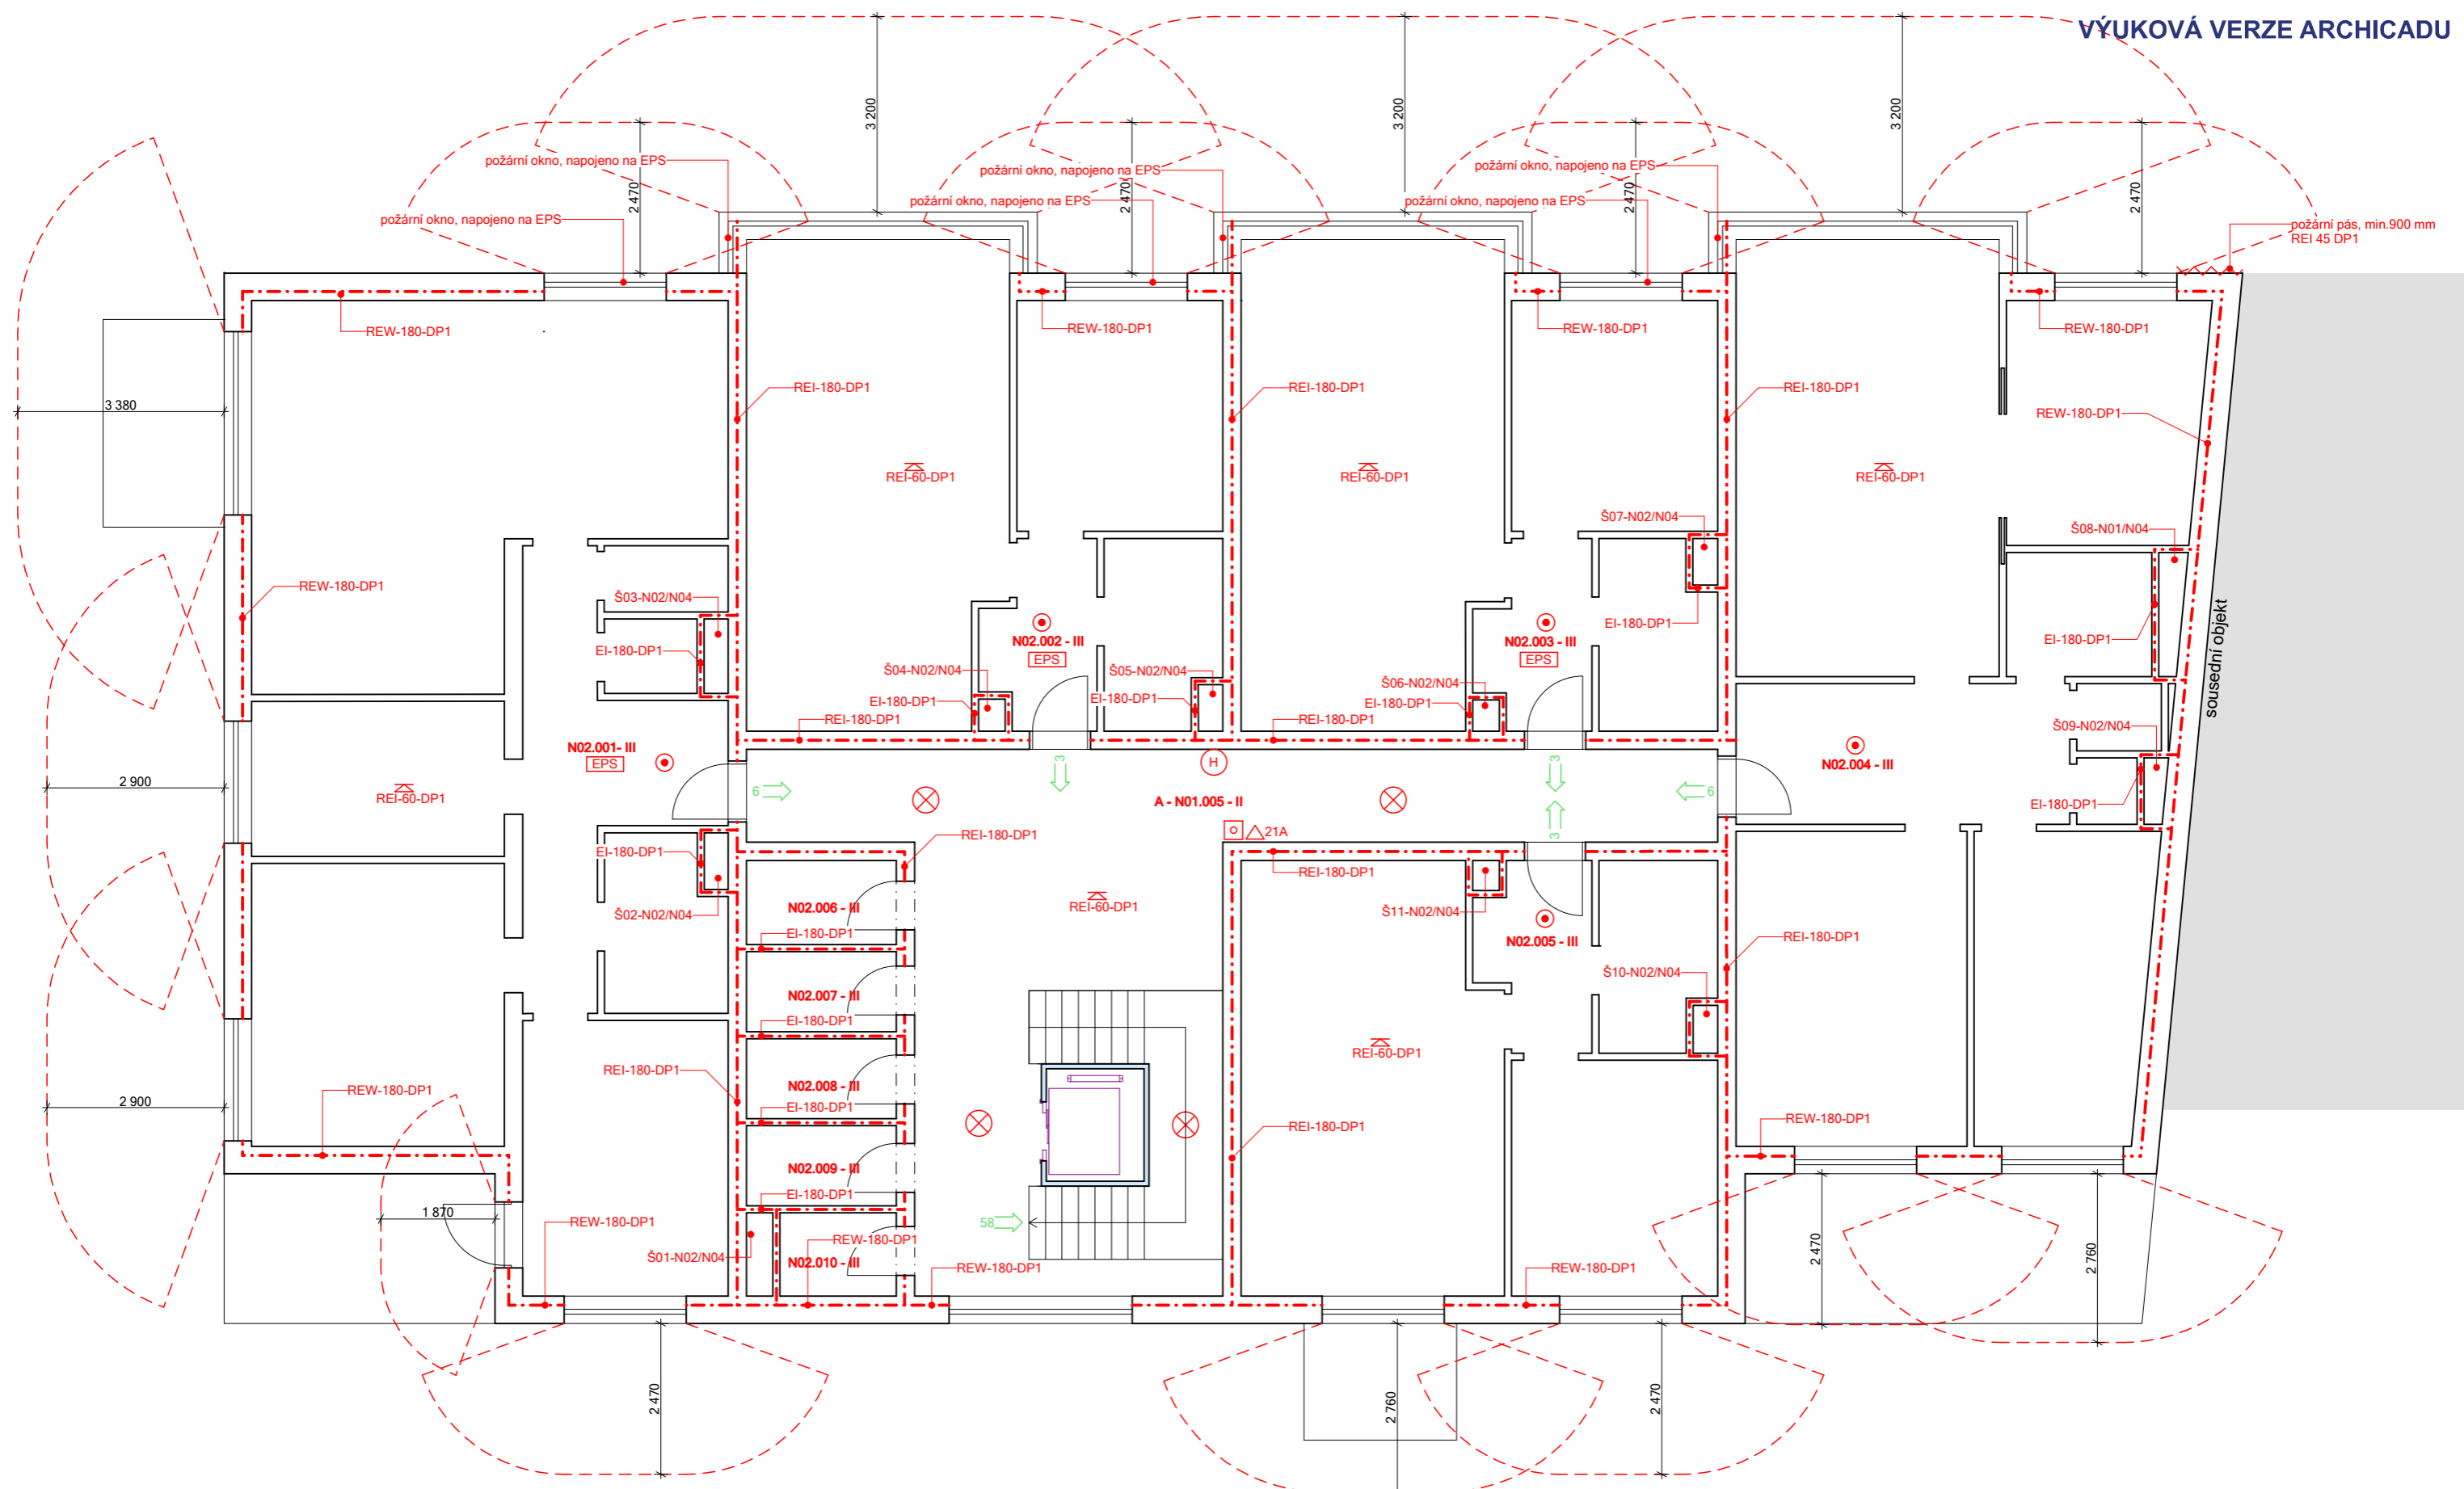 VÝUKOVÁ VERZE ARCHICADU
3 200
3 200
3 200
2 470
2 470
2 470
2 470
požární okno, napojeno na EPS
požární okno, napojeno na EPS
požární okno, napojeno na EPS
požární okno, napojeno na EPS
požární okno, napojeno na EPS
požární okno, napojeno na EPS
požární pás, min.900 mm
REI 45 DP1
REW-180-DP1
REW-180-DP1
REW-180-DP1
REW-180-DP1
3 380
REI-180-DP1
REI-180-DP1
REI-180-DP1
REW-180-DP1
REI-60-DP1
REI-60-DP1
REI-60-DP1
Š07-N02/N04
Š08-N01/N04
REW-180-DP1
Š03-N02/N04
EI-180-DP1
N02.002 - III
EPS
N02.003 - III
EPS
EI-180-DP1
EI-180-DP1
sousední objekt
Š04-N02/N04
EI-180-DP1
Š05-N02/N04
EI-180-DP1
Š06-N02/N04
EI-180-DP1
REI-180-DP1
REI-180-DP1
Š09-N02/N04
N02.001- III
EPS
H
N02.004 - III
2 900
REI-60-DP1
6
3
3
6
A - N01.005 - II
EI-180-DP1
21A
3
REI-180-DP1
EI-180-DP1
REI-180-DP1
N02.006 - III
REI-60-DP1
Š02-N02/N04
Š11-N02/N04
EI-180-DP1
N02.005 - III
REI-180-DP1
Š10-N02/N04
N02.007 - III
EI-180-DP1
REI-60-DP1
REI-180-DP1
N02.008 - III
REW-180-DP1
2 900
EI-180-DP1
REI-180-DP1
REW-180-DP1
N02.009 - III
EI-180-DP1
1 870
REW-180-DP1
58
REW-180-DP1
Š01-N02/N04
N02.010 - III
REW-180-DP1
REW-180-DP1
2 470
2 760
2 470
2 760
2 470